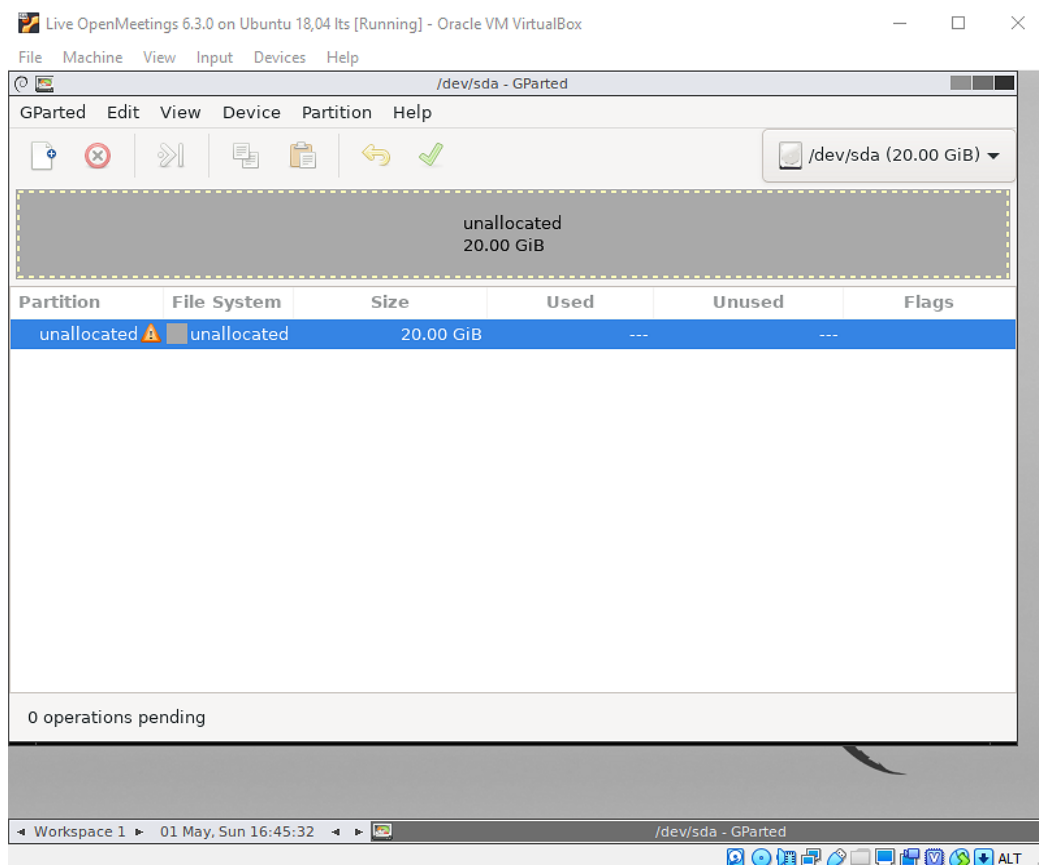 Live OpenMeetings 6.3.0 on Ubuntu 18,04 lts [Running] - Oracle VM VirtualBox
File Machine View Input Devices Help
/dev/sda - GParted
GParted Edit View Device Partition Help
/dev/sda (20.00 GiB)
unallocated
20.00 GiB
Partition File System Size Used Unused Flags
unallocated unallocated 20.00 GiB --- ---
0 operations pending
Workspace 1 01 May, Sun 16:45:32 /dev/sda - GParted
ALT